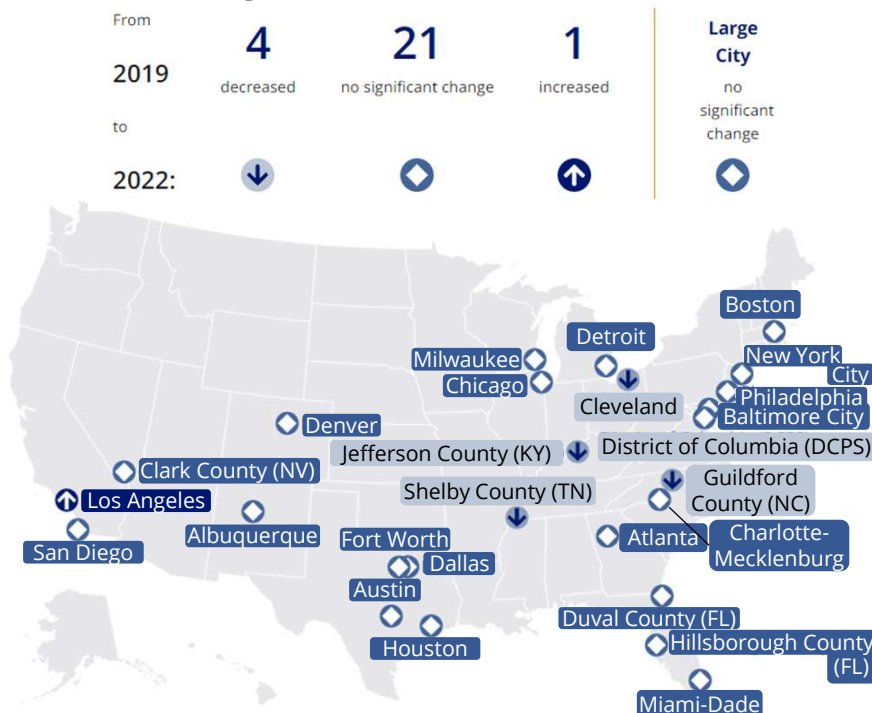 From
2019
to
2022:
4
decreased
21
no significant change
1
increased
Large
City
no
significant
change
Boston
Detroit
New York
City
Milwaukee
Chicago
Philadelphia
Cleveland
Baltimore City
Denver
Jefferson County (KY)
District of Columbia (DCPS)
Clark County (NV)
Shelby County (TN)
Guildford
County (NC)
Los Angeles
Albuquerque
San Diego
Fort Worth
Dallas
Atlanta
Charlotte-
Mecklenburg
Austin
Houston
Duval County (FL)
Hillsborough County
(FL)
Miami-Dade